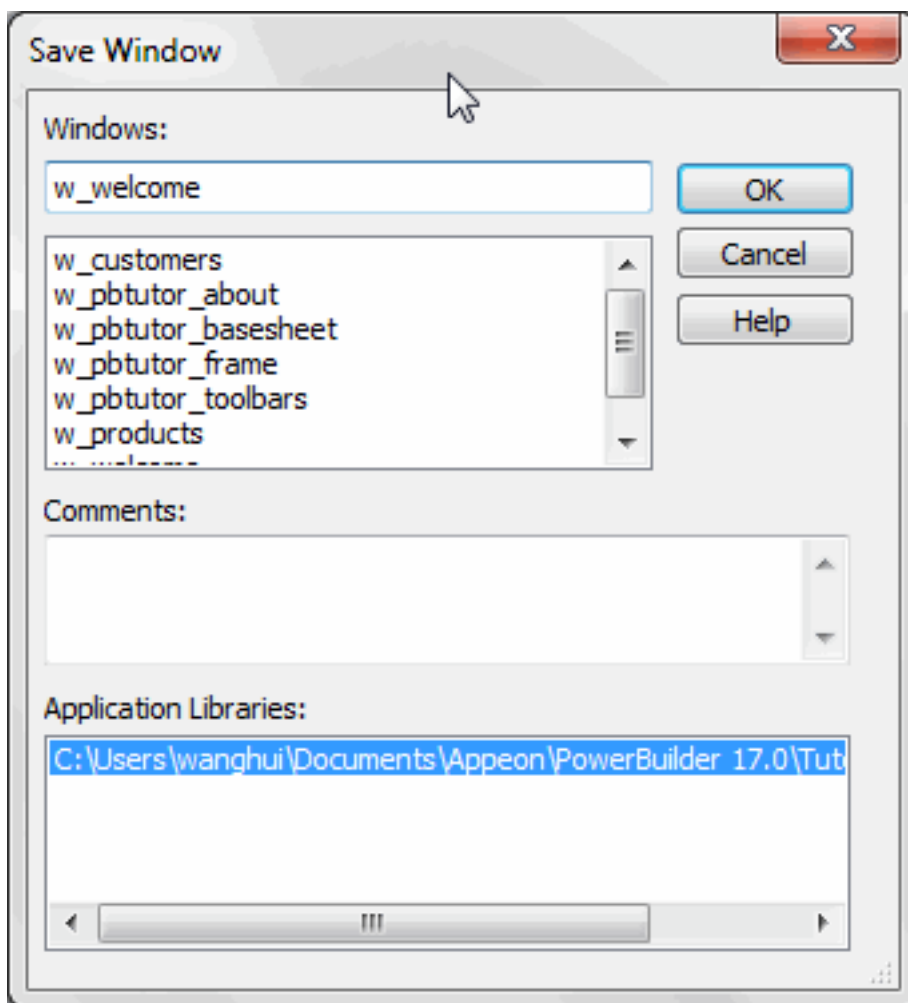 Save Window
Windows:
w_welcome
OK
w_customers
Cancel
w_pbtutor_about
w_pbtutor_basesheet
Help
w_pbtutor_frame
w_pbtutor_toolbars
w_products
Comments:
Application Libraries:
C:\Users\wanghui\Documents\Appeon\PowerBuilder 17.0\Tut